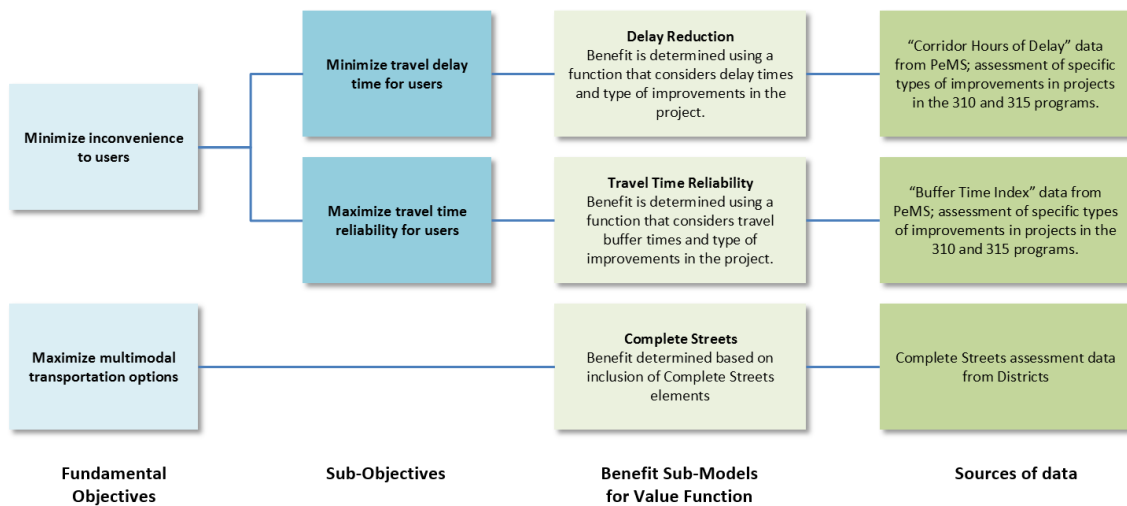 Minimize inconvenience
to users
Minimize travel delay
time for users
Delay Reduction
Benefit is determined using a
function that considers delay times
and type of improvements in the
project.
“Corridor Hours of Delay” data
from PeMS; assessment of specific
types of improvements in projects
in the 310 and 315 programs.
Maximize travel time
reliability for users
Travel Time Reliability
Benefit is determined using a
function that considers travel
buffer times and type of
improvements in the project.
“Buffer Time Index” data from
PeMS; assessment of specific types
of improvements in projects in the
310 and 315 programs.
Maximize multimodal
transportation options
Complete Streets
Benefit determined based on
inclusion of Complete Streets
elements
Complete Streets assessment data
from Districts
Fundamental
Objectives
Sub-Objectives
Benefit Sub-Models
for Value Function
Sources of data